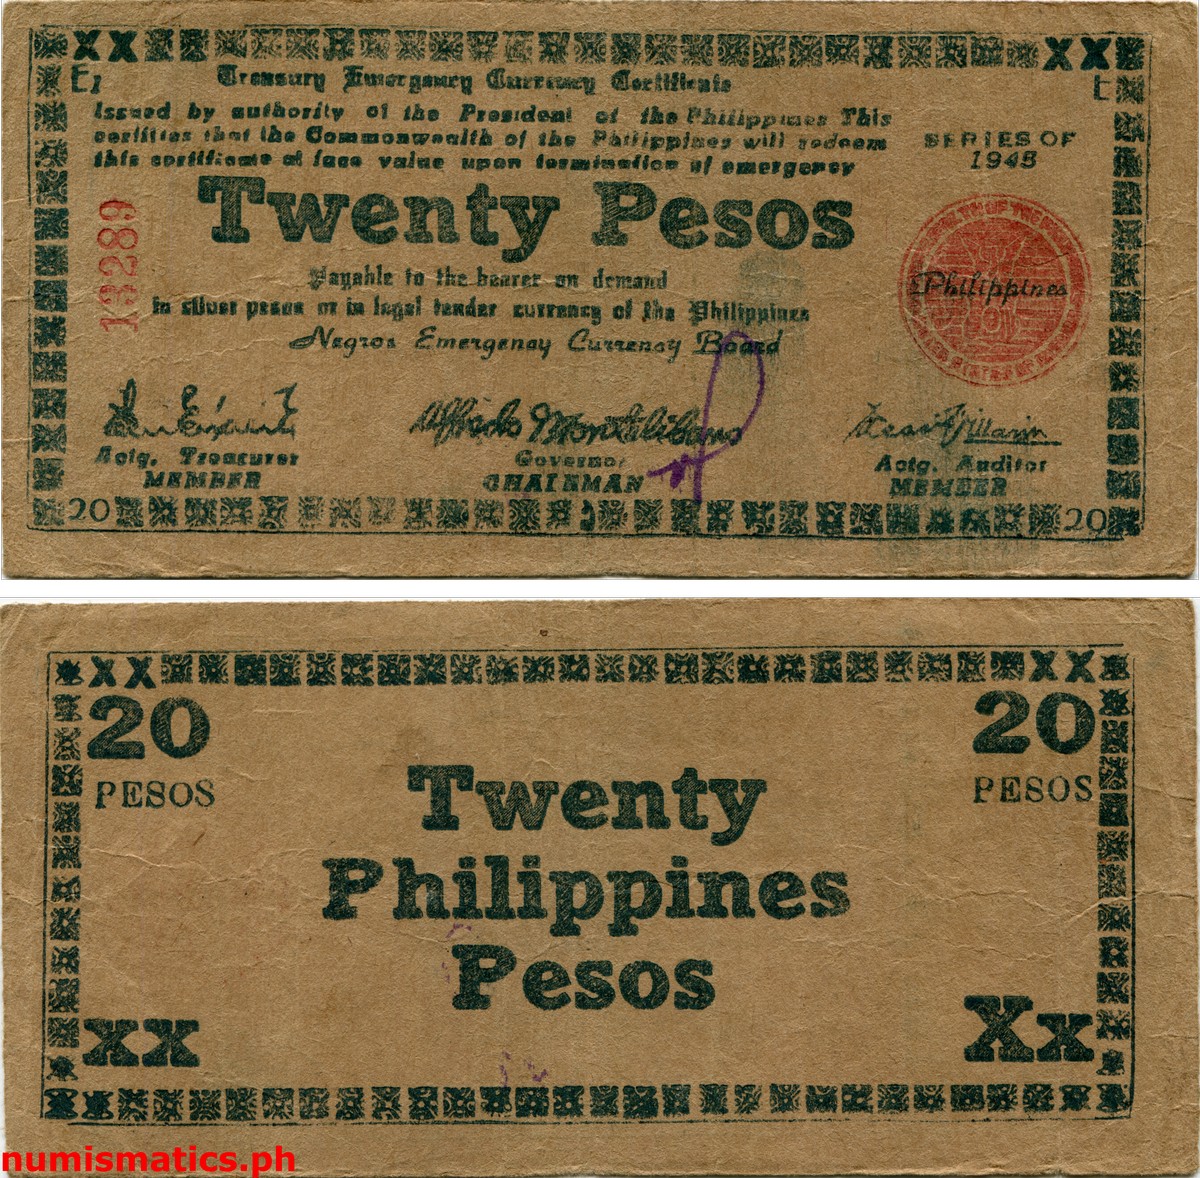 XX XX
E1 Treasury Emergency Currency Certificate E
Issued by authority of the President of the Philippines This
certifies that the Commonwealth of the Philippines will redeem
this certificate at face value upon termination of emergency
SERIES OF
1945
Twenty Pesos
13289
Philippines
Payable to the bearer on demand
in silver pesos or in legal tender currency of the Philippines
Negros Emergency Currency Board
Alfredo Montelibano
Actg. Treasurer
MEMBER
Governor
CHAIRMAN
Actg. Auditor
MEMBER
20 20
XX XX
20 20
PESOS PESOS
Twenty
Philippines
Pesos
XX Xx
numismatics.ph